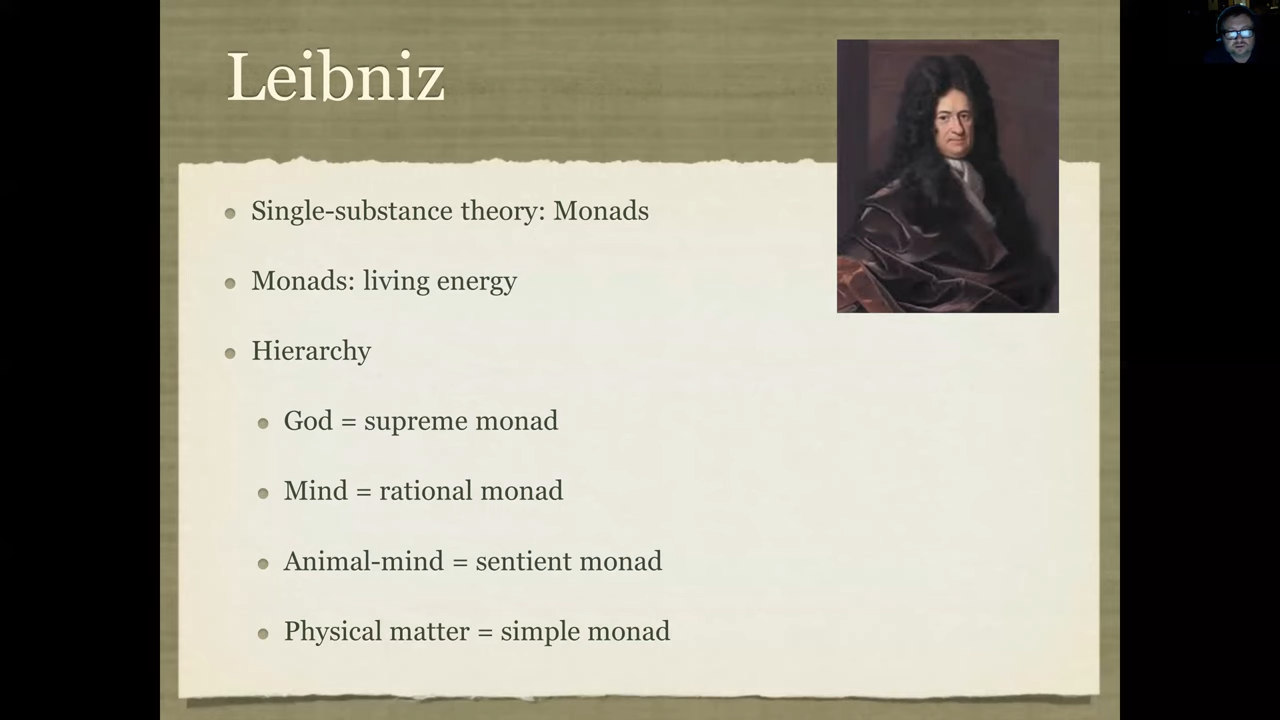 Leibniz
Single-substance theory: Monads
Monads: living energy
Hierarchy
God = supreme monad
Mind = rational monad
Animal-mind = sentient monad
Physical matter = simple monad